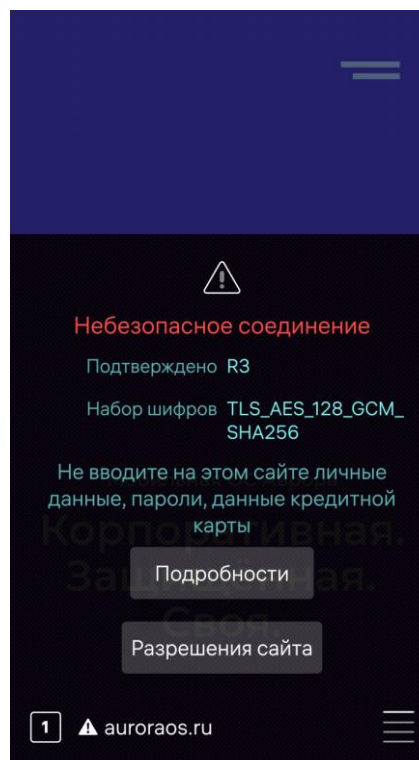 Небезопасное соединение
Подтверждено R3
Набор шифров TLS_AES_128_GCM_
SHA256
Не вводите на этом сайте личные
данные, пароли, данные кредитной
карты
Корпоративная.
Подробности
Защищённая.
Своя.
Разрешения сайта
1 auroraos.ru